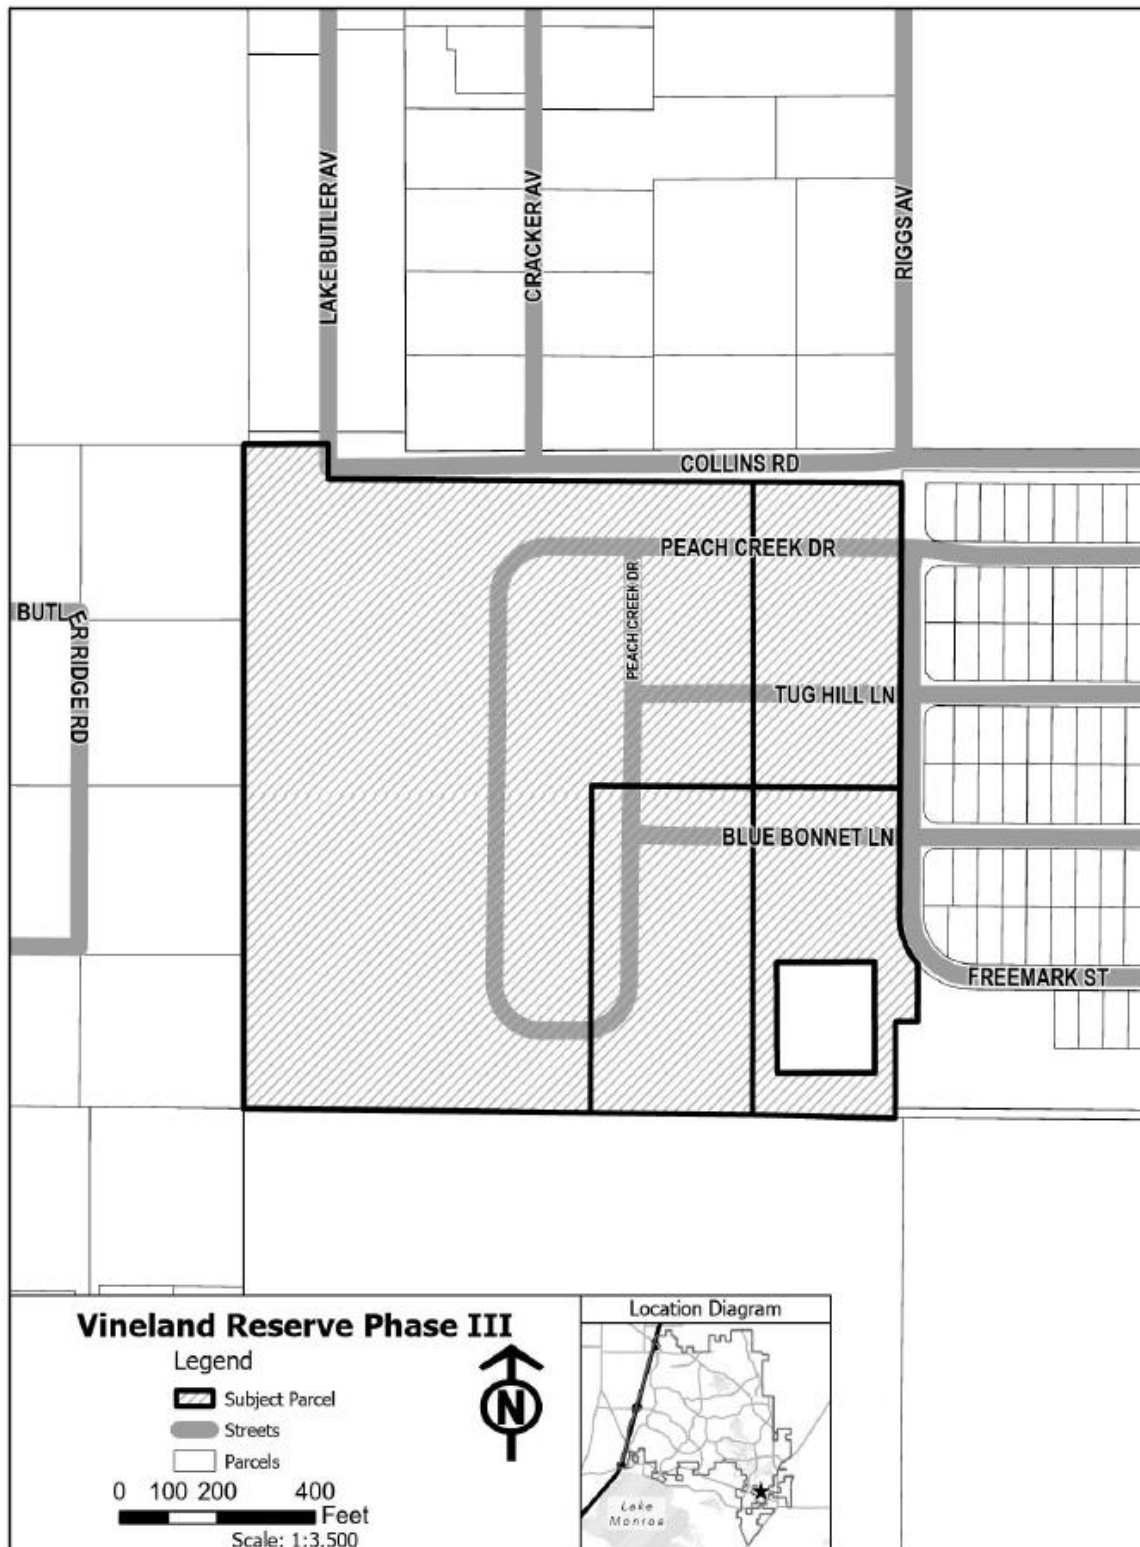 LAKE BUTLER AV
CRACKER AV
RIGGS AV
COLLINS RD
PEACH CREEK DR
PEACH CREEK DR
BUTLER RIDGE RD
TUG HILL LN
BLUE BONNET LN
FREEMARK ST
Vineland Reserve Phase III
Legend
Subject Parcel
Streets
Parcels
0 100 200 400
Feet
Scale: 1:3,500
N
Location Diagram
Lake
Monroe